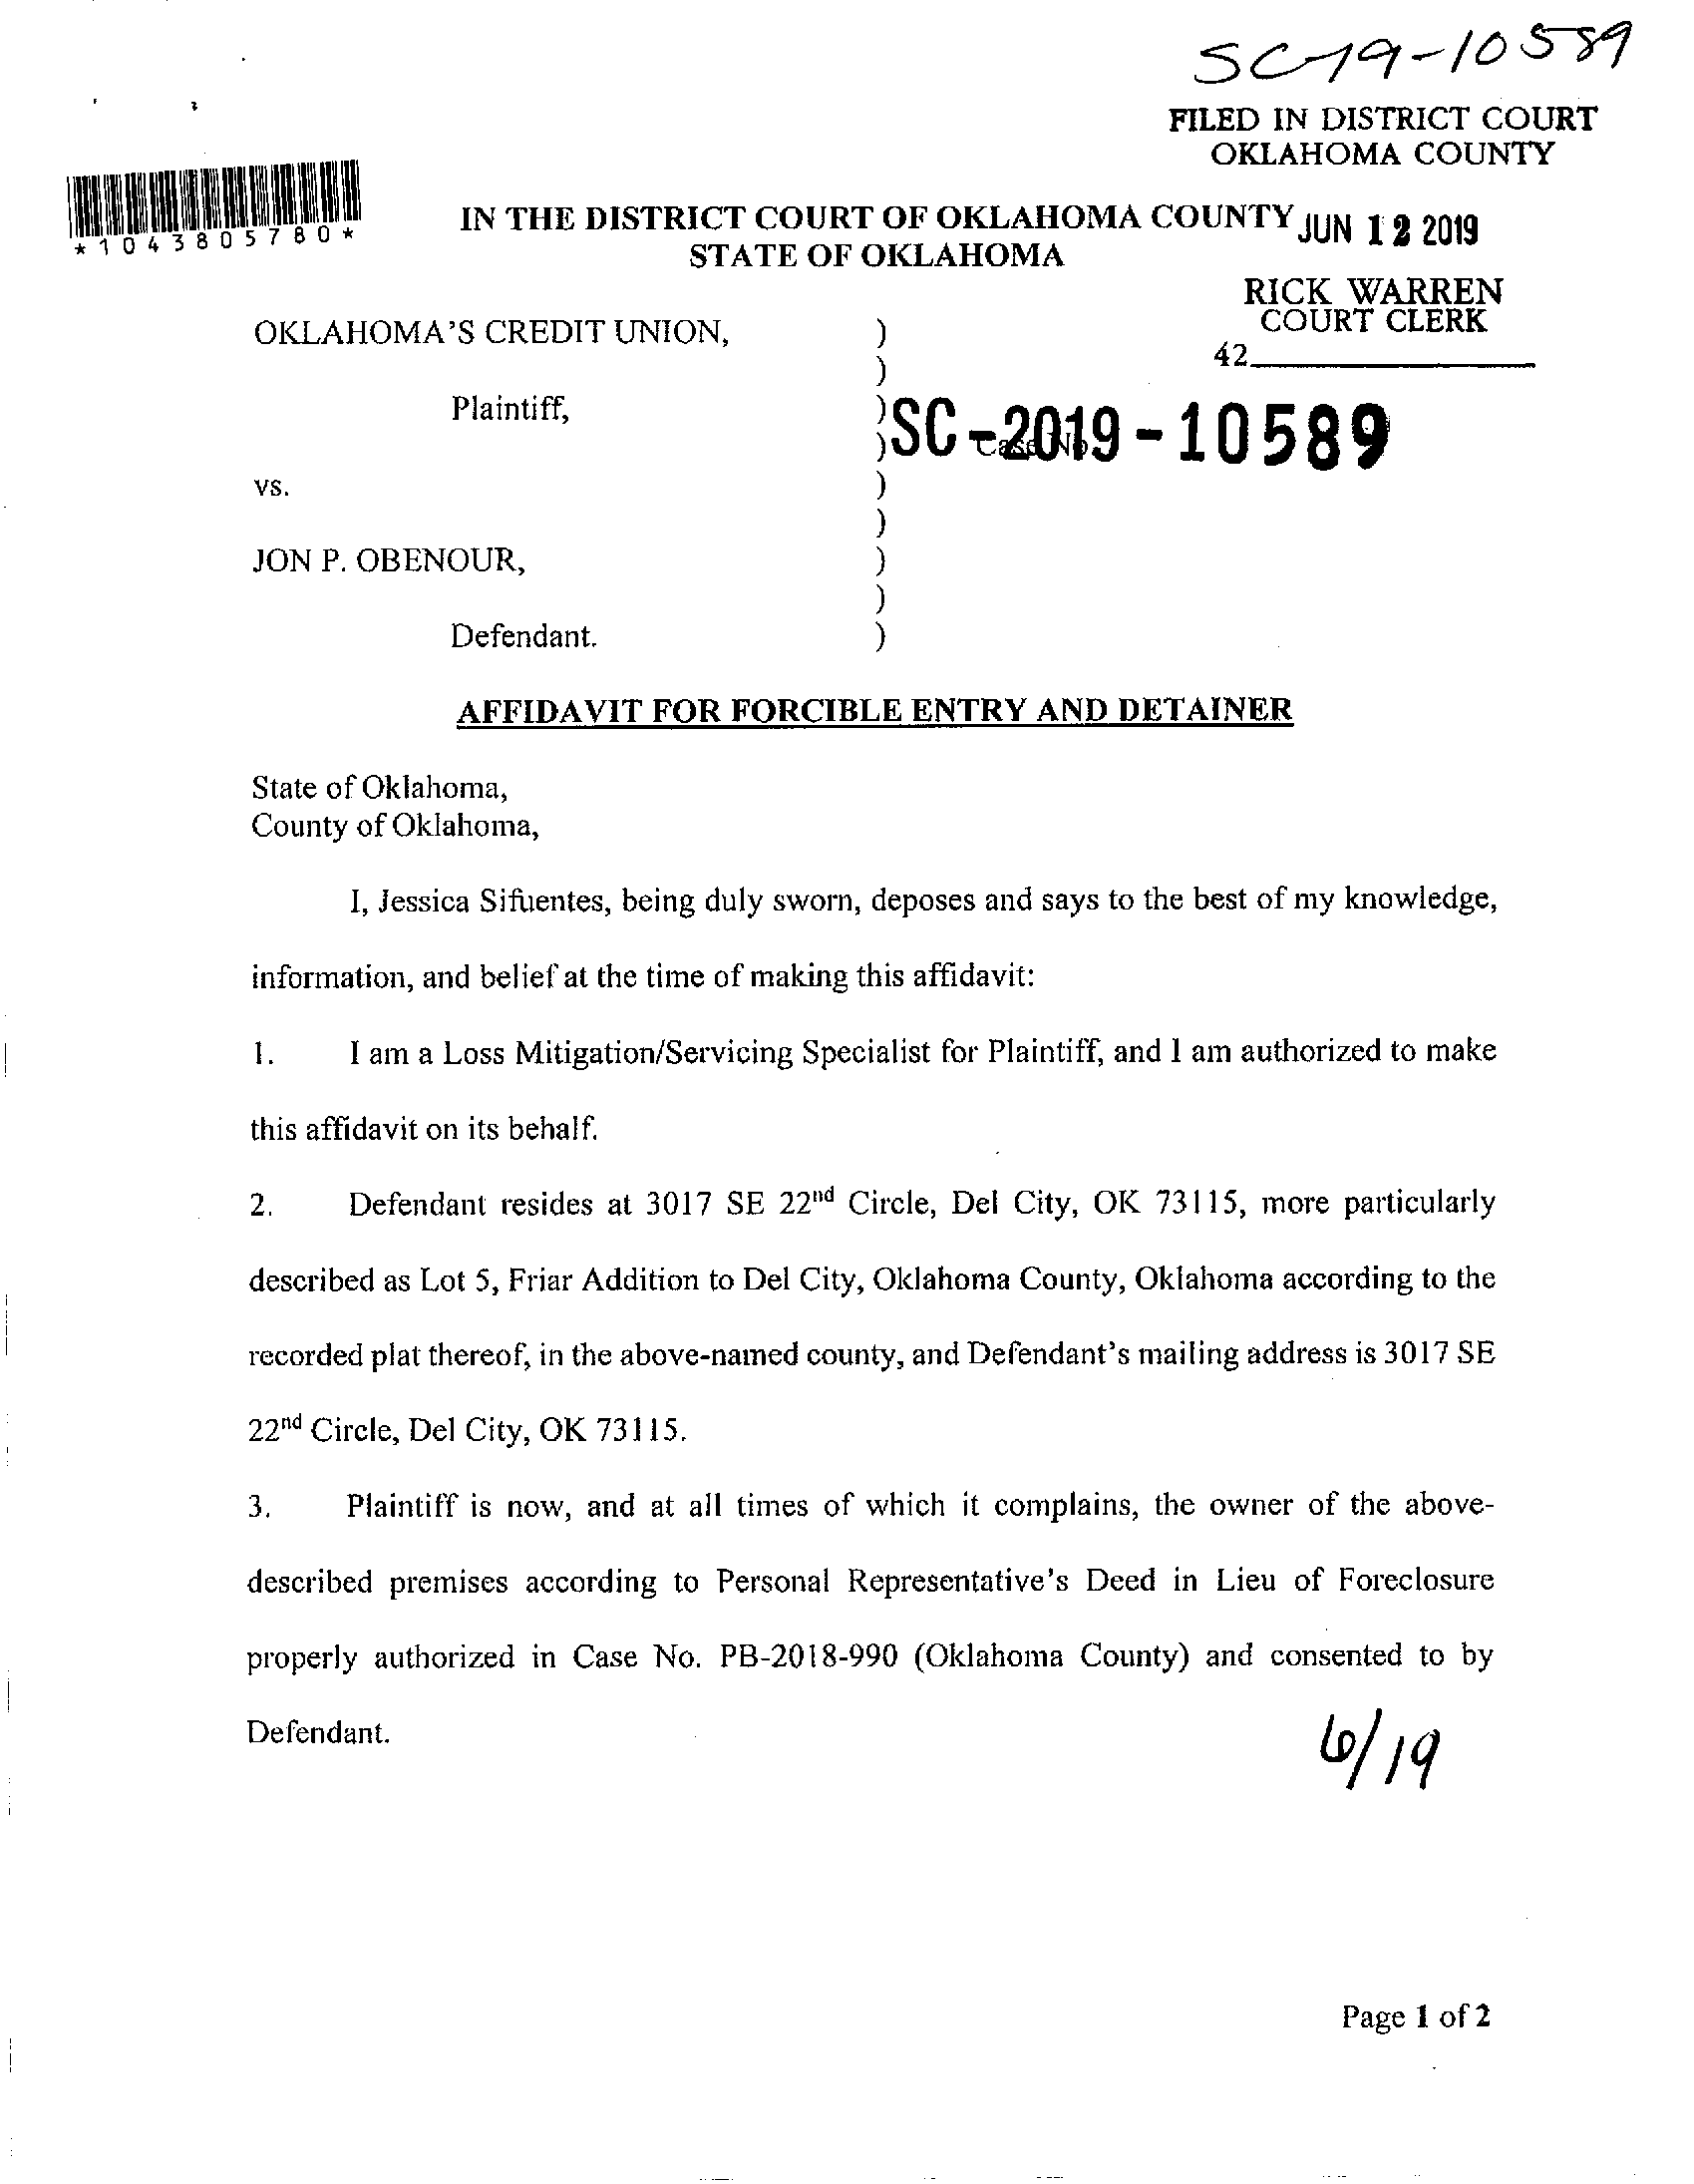 SC-19-10589
FILED IN DISTRICT COURT
OKLAHOMA COUNTY
*1043805780*
IN THE DISTRICT COURT OF OKLAHOMA COUNTY JUN 12 2019
STATE OF OKLAHOMA
RICK WARREN
COURT CLERK
42
OKLAHOMA'S CREDIT UNION, )
)
Plaintiff, )
) SC-2019-10589
Case No
vs. )
)
JON P. OBENOUR, )
)
Defendant. )
AFFIDAVIT FOR FORCIBLE ENTRY AND DETAINER
State of Oklahoma,
County of Oklahoma,
I, Jessica Sifuentes, being duly sworn, deposes and says to the best of my knowledge,
information, and belief at the time of making this affidavit:
1. I am a Loss Mitigation/Servicing Specialist for Plaintiff, and I am authorized to make
this affidavit on its behalf.
2. Defendant resides at 3017 SE 22nd Circle, Del City, OK 73115, more particularly
described as Lot 5, Friar Addition to Del City, Oklahoma County, Oklahoma according to the
recorded plat thereof, in the above-named county, and Defendant's mailing address is 3017 SE
22nd Circle, Del City, OK 73115.
3. Plaintiff is now, and at all times of which it complains, the owner of the above-
described premises according to Personal Representative's Deed in Lieu of Foreclosure
properly authorized in Case No. PB-2018-990 (Oklahoma County) and consented to by
Defendant.
6/19
Page 1 of 2